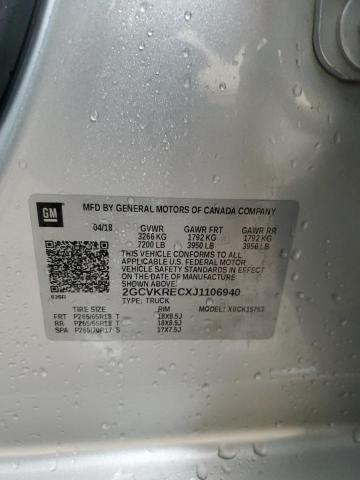 GM
MFD BY GENERAL MOTORS OF CANADA COMPANY
04/18 GVWR GAWR FRT GAWR RR
3266 KG 1792 KG 1792 KG
7200 LB 3950 LB 3950 LB
THIS VEHICLE CONFORMS TO ALL APPLICABLE
U.S. FEDERAL MOTOR
VEHICLE SAFETY STANDARDS IN EFFECT ON
THE DATE OF MANUFACTURE SHOWN ABOVE.
2GCVKRECXJ1106940
TYPE: TRUCK
TIRE SIZE RIM MODEL:
FRT P265/65R18 T 18X8.5J
RR P265/65R18 T 18X8.5J
SPA P265/70R17 S 17X7.5J